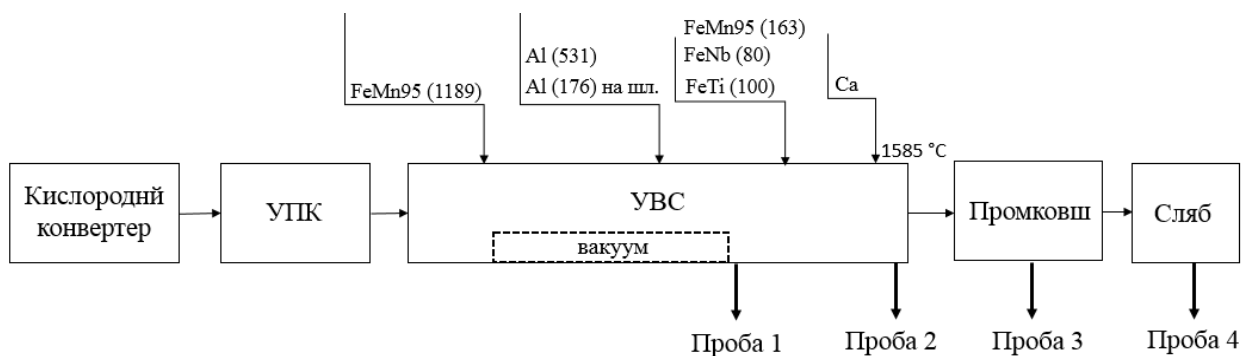 FeMn95 (1189)
Al (531)
Al (176) на шл.
FeMn95 (163)
FeNb (80)
FeTi (100)
Ca
1585 °C
Кислороднй
конвертер
УПК
УВС
вакуум
Промковш
Сляб
Проба 1
Проба 2
Проба 3
Проба 4